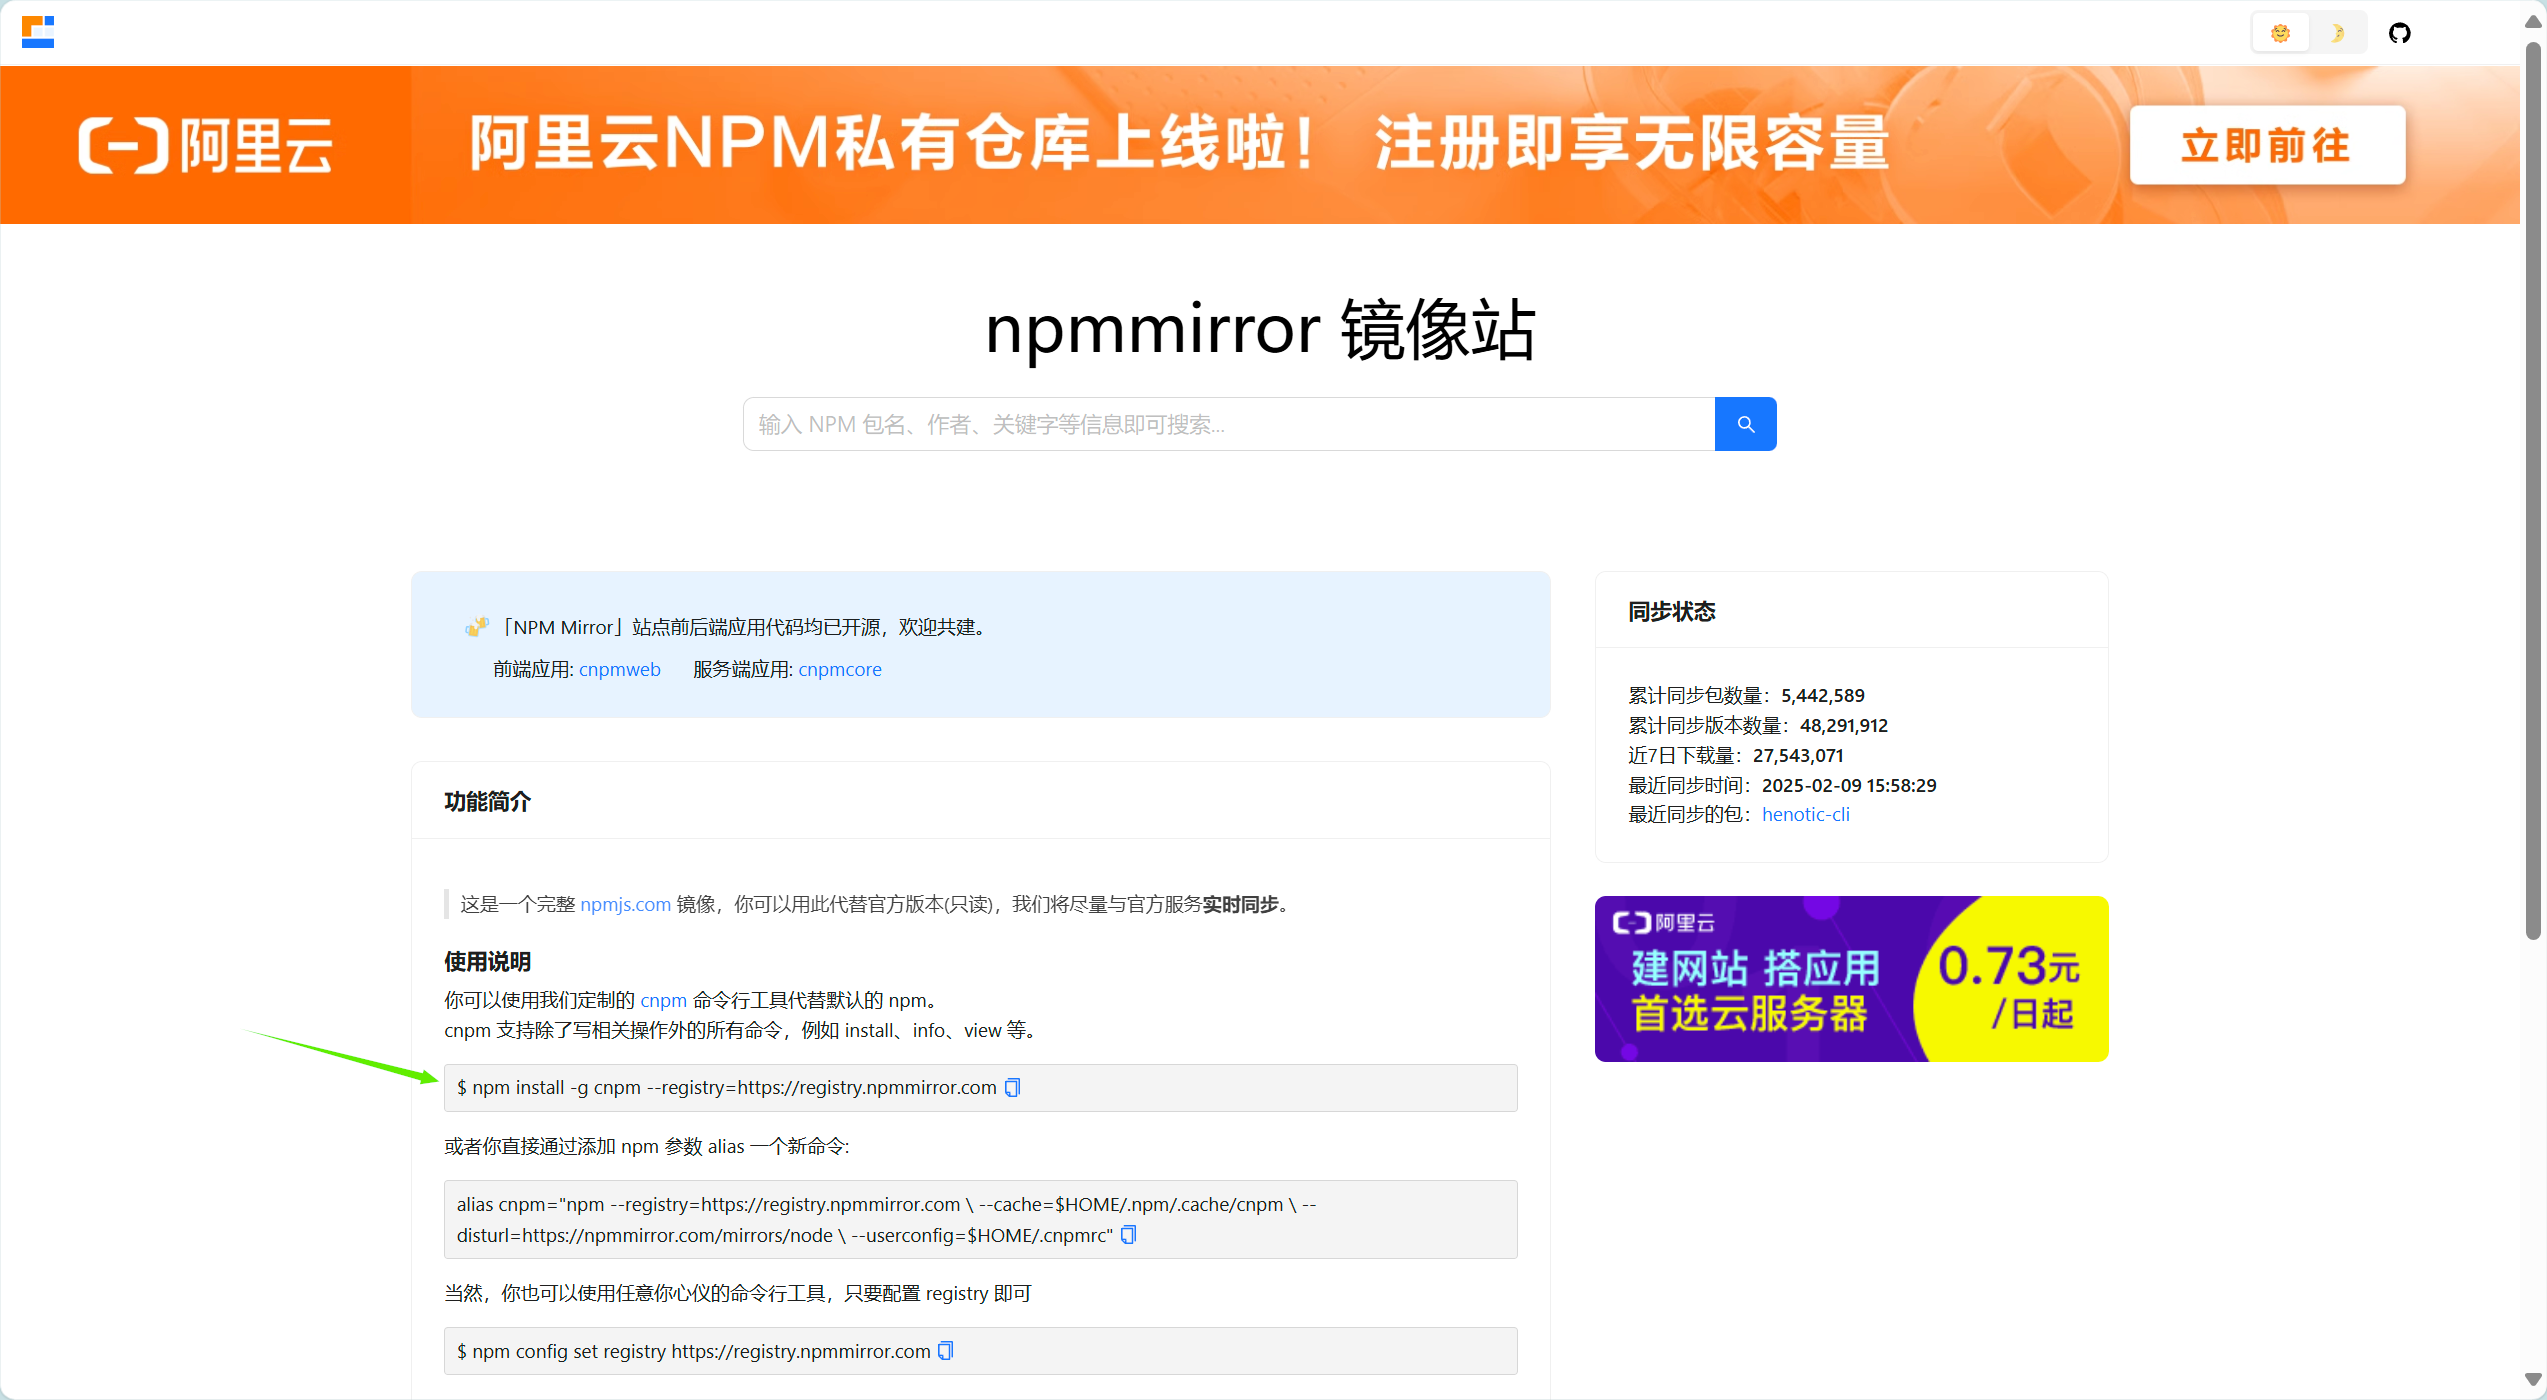 阿里云
阿里云NPM私有仓库上线啦！ 注册即享无限容量
立即前往
npmmirror 镜像站
输入 NPM 包名、作者、关键字等信息即可搜索...
「NPM Mirror」站点前后端应用代码均已开源，欢迎共建。
前端应用: cnpmweb 服务端应用: cnpmcore
功能简介
这是一个完整 npmjs.com 镜像，你可以用此代替官方版本(只读)，我们将尽量与官方服务实时同步。
使用说明
你可以使用我们定制的 cnpm 命令行工具代替默认的 npm。
cnpm 支持除了写相关操作外的所有命令，例如 install、info、view 等。
$ npm install -g cnpm --registry=https://registry.npmmirror.com
或者你直接通过添加 npm 参数 alias 一个新命令:
alias cnpm="npm --registry=https://registry.npmmirror.com \ --cache=$HOME/.npm/.cache/cnpm \ --
disturl=https://npmmirror.com/mirrors/node \ --userconfig=$HOME/.cnpmrc"
当然，你也可以使用任意你心仪的命令行工具，只要配置 registry 即可
$ npm config set registry https://registry.npmmirror.com
同步状态
累计同步包数量：5,442,589
累计同步版本数量：48,291,912
近7日下载量：27,543,071
最近同步时间：2025-02-09 15:58:29
最近同步的包：henotic-cli
阿里云
建网站 搭应用
首选云服务器
0.73元
/日起